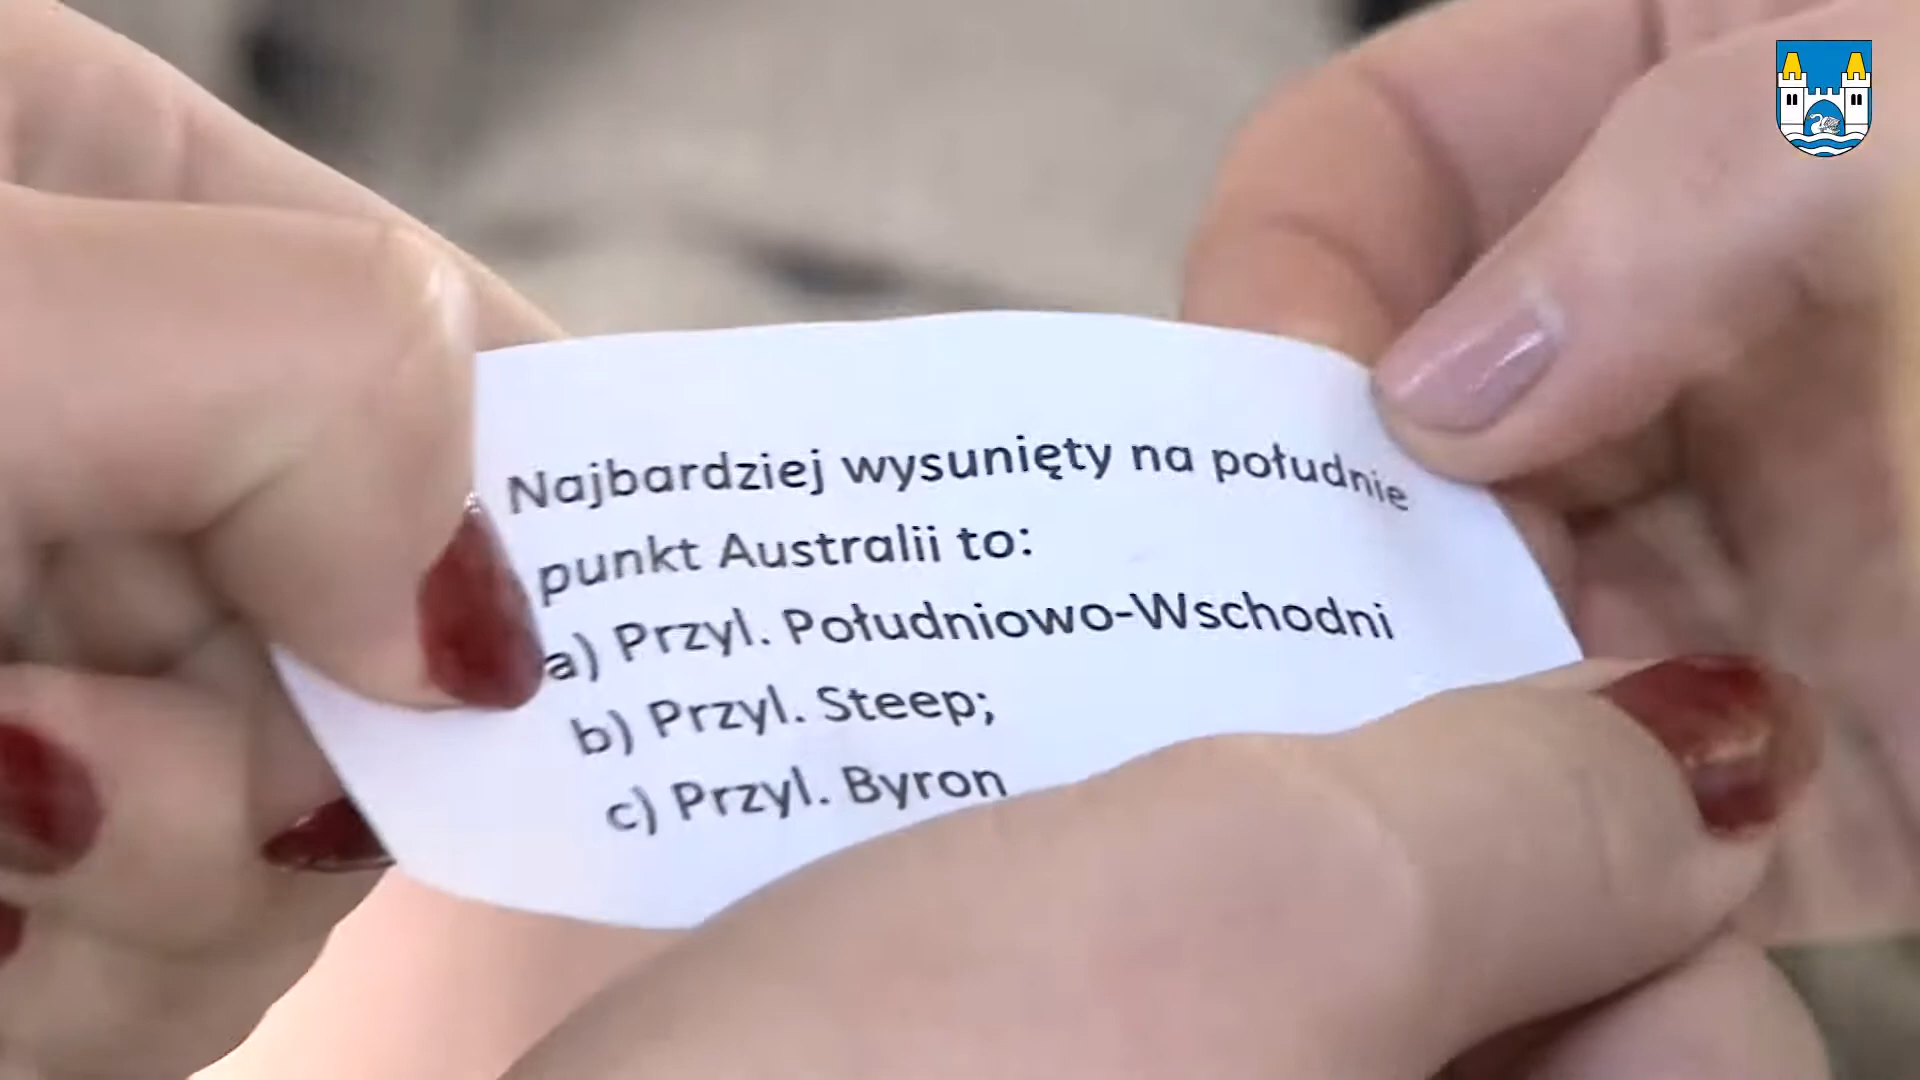 Najbardziej wysunięty na południe
punkt Australii to:
a) Przyl. Południowo-Wschodni
b) Przyl. Steep;
c) Przyl. Byron